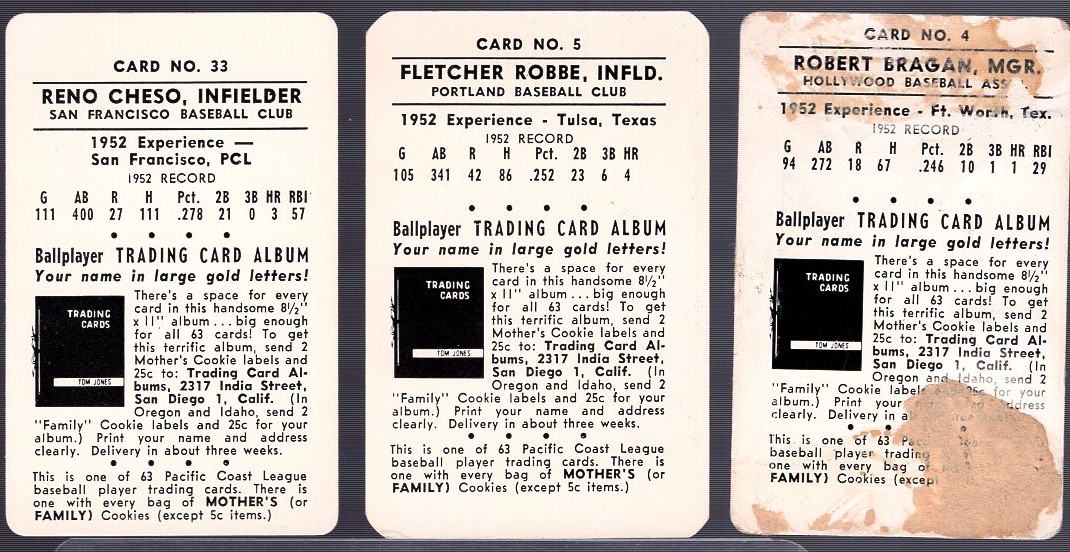 CARD NO. 33
RENO CHESO, INFIELDER
SAN FRANCISCO BASEBALL CLUB
1952 Experience —
San Francisco, PCL
1952 RECORD
G AB R H Pct. 2B 3B HR RBI
111 400 27 111 .278 21 0 3 57
Ballplayer TRADING CARD ALBUM
Your name in large gold letters!
TRADING
CARDS
TOM JONES
There's a space for every
card in this handsome 8½"
x 11" album...big enough
for all 63 cards! To get
this terrific album, send 2
Mother's Cookie labels and
25c to: Trading Card Al-
bums, 2317 India Street,
San Diego 1, Calif. (In
Oregon and Idaho, send 2
"Family" Cookie labels and 25c for your
album.) Print your name and address
clearly. Delivery in about three weeks.
This is one of 63 Pacific Coast League
baseball player trading cards. There is
one with every bag of MOTHER'S (or
FAMILY) Cookies (except 5c items.)
CARD NO. 5
FLETCHER ROBBE, INFLD.
PORTLAND BASEBALL CLUB
1952 Experience - Tulsa, Texas
1952 RECORD
G AB R H Pct. 2B 3B HR
105 341 42 86 .252 23 6 4
Ballplayer TRADING CARD ALBUM
Your name in large gold letters!
TRADING
CARDS
TOM JONES
There's a space for every
card in this handsome 8½"
x 11" album...big enough
for all 63 cards! To get
this terrific album, send 2
Mother's Cookie labels and
25c to: Trading Card Al-
bums, 2317 India Street,
San Diego 1, Calif. (In
Oregon and Idaho, send 2
"Family" Cookie labels and 25c for your
album.) Print your name and address
clearly. Delivery in about three weeks.
This is one of 63 Pacific Coast League
baseball player trading cards. There is
one with every bag of MOTHER'S (or
FAMILY) Cookies (except 5c items.)
CARD NO. 4
ROBERT BRAGAN, MGR.
HOLLYWOOD BASEBALL ASS
1952 Experience - Ft. Worth, Tex.
1952 RECORD
G AB R H Pct. 2B 3B HR RBI
94 272 18 67 .246 10 1 1 29
Ballplayer TRADING CARD ALBUM
Your name in large gold letters!
TRADING
CARDS
TOM JONES
There's a space for every
card in this handsome 8½"
x 11" album...big enough
for all 63 cards! To get
this terrific album, send 2
Mother's Cookie labels and
25c to: Trading Card Al-
bums, 2317 India Street,
San Diego 1, Calif. (In
Oregon and Idaho, send 2
"Family" Cookie labels and 25c for your
album.) Print your address
clearly. Delivery in
This is one of 63
baseball player trading
one with every bag of
FAMILY) Cookies